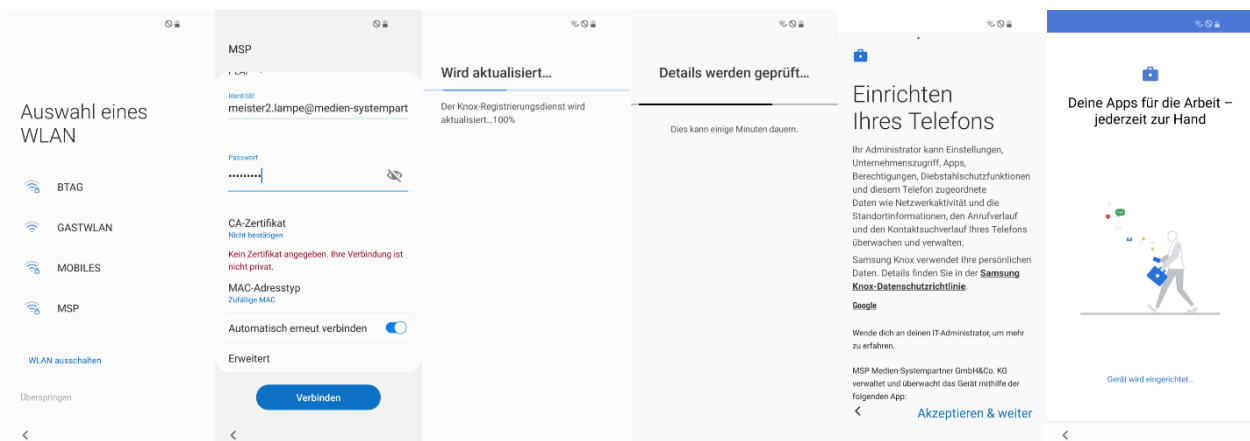 Auswahl eines
WLAN
BTAG
GASTWLAN
MOBILES
MSP
WLAN ausschalten
Überspringen
MSP
Identität
meister2.lampe@medien-systempart
Passwort
•••••••••
CA-Zertifikat
Nicht bestätigen
Kein Zertifikat angegeben. Ihre Verbindung ist
nicht privat.
MAC-Adresstyp
Zufällige MAC
Automatisch erneut verbinden
Erweitert
Verbinden
Wird aktualisiert...
Der Knox-Registrierungsdienst wird
aktualisiert...100%
Details werden geprüft...
Dies kann einige Minuten dauern.
Einrichten
Ihres Telefons
Ihr Administrator kann Einstellungen,
Unternehmenszugriff, Apps,
Berechtigungen, Diebstahlschutzfunktionen
und diesem Telefon zugeordnete
Daten wie Netzwerkaktivität und die
Standortinformationen, den Anrufverlauf
und den Kontaktsuchverlauf Ihres Telefons
überwachen und verwalten.
Samsung Knox verwendet Ihre persönlichen
Daten. Details finden Sie in der Samsung
Knox-Datenschutzrichtlinie.
Google
Wende dich an deinen IT-Administrator, um mehr
zu erfahren.
MSP Medien-Systempartner GmbH&Co. KG
verwaltet und überwacht das Gerät mithilfe der
folgenden App:
Akzeptieren & weiter
Deine Apps für die Arbeit –
jederzeit zur Hand
Gerät wird eingerichtet...